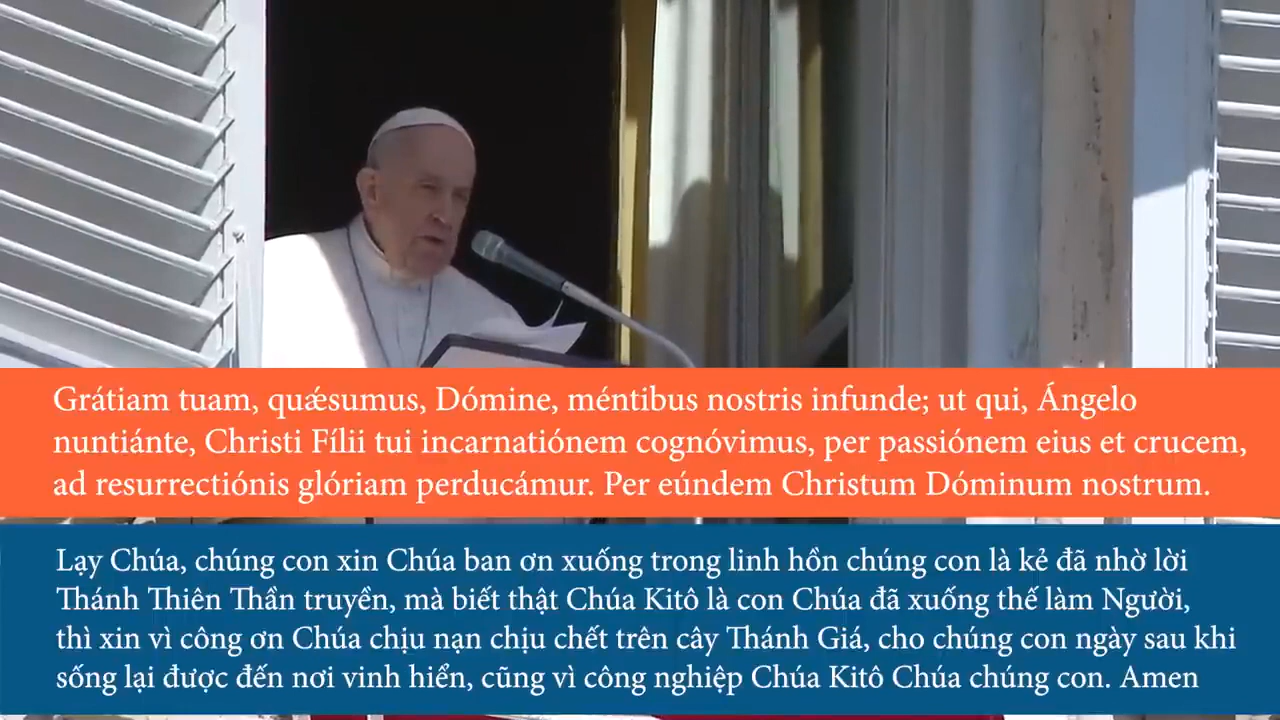 Grátiam tuam, quǽsumus, Dómine, méntibus nostris infunde; ut qui, Ángelo
nuntiánte, Christi Fílii tui incarnatiónem cognóvimus, per passiónem eius et crucem,
ad resurrectiónis glóriam perducámur. Per eúndem Christum Dóminum nostrum.
Lạy Chúa, chúng con xin Chúa ban ơn xuống trong linh hồn chúng con là kẻ đã nhờ lời
Thánh Thiên Thần truyền, mà biết thật Chúa Kitô là con Chúa đã xuống thế làm Người,
thì xin vì công ơn Chúa chịu nạn chịu chết trên cây Thánh Giá, cho chúng con ngày sau khi
sống lại được đến nơi vinh hiển, cũng vì công nghiệp Chúa Kitô Chúa chúng con. Amen